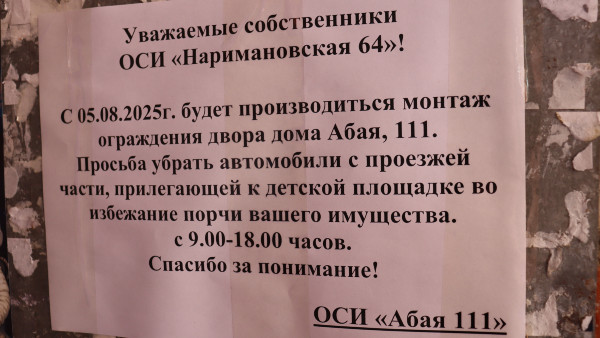 Уважаемые собственники
ОСИ «Наримановская 64»!
С 05.08.2025г. будет производиться монтаж
ограждения двора дома Абая, 111.
Просьба убрать автомобили с проезжей
части, прилегающей к детской площадке во
избежание порчи вашего имущества.
с 9.00-18.00 часов.
Спасибо за понимание!
ОСИ «Абая 111»